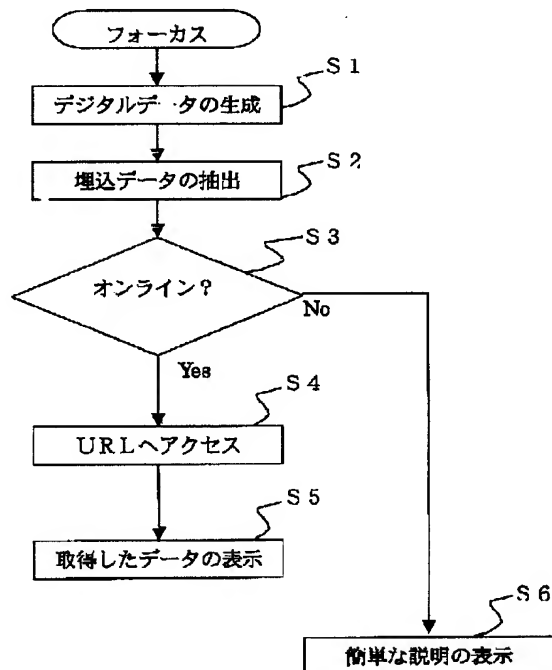 フォーカス
S1
デジタルデータの生成
S2
埋込データの抽出
S3
オンライン?
No
Yes
S4
URLへアクセス
S5
取得したデータの表示
S6
簡単な説明の表示